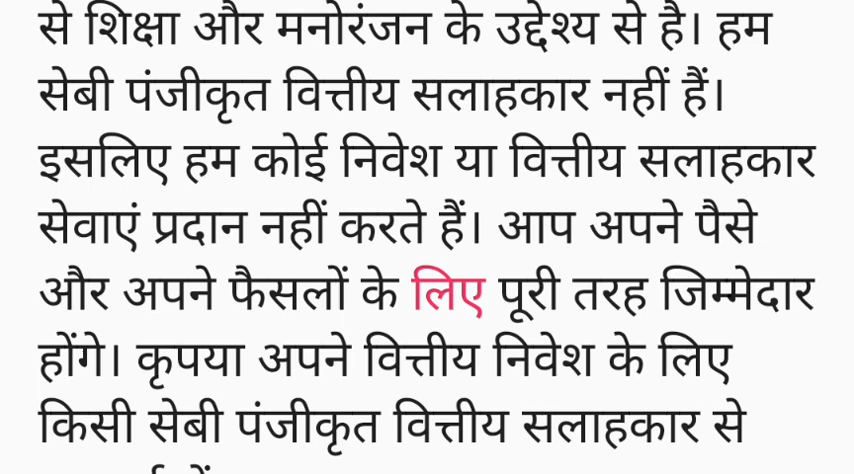 से शिक्षा और मनोरंजन के उद्देश्य से है। हम
सेबी पंजीकृत वित्तीय सलाहकार नहीं हैं।
इसलिए हम कोई निवेश या वित्तीय सलाहकार
सेवाएं प्रदान नहीं करते हैं। आप अपने पैसे
और अपने फैसलों के लिए पूरी तरह जिम्मेदार
होंगे। कृपया अपने वित्तीय निवेश के लिए
किसी सेबी पंजीकृत वित्तीय सलाहकार से